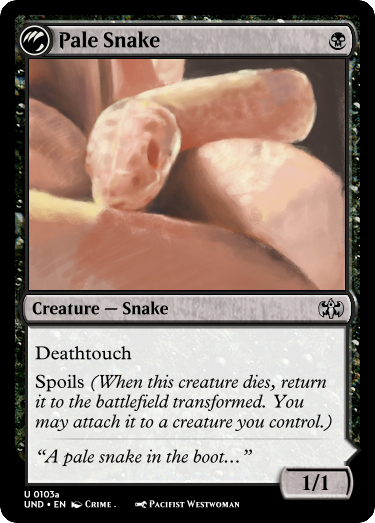 Pale Snake
Creature — Snake
Deathtouch
Spoils (When this creature dies, return
it to the battlefield transformed. You
may attach it to a creature you control.)
“A pale snake in the boot…”
1/1
U 0103a
UND • EN CRIME . PACIFIST WESTWOMAN